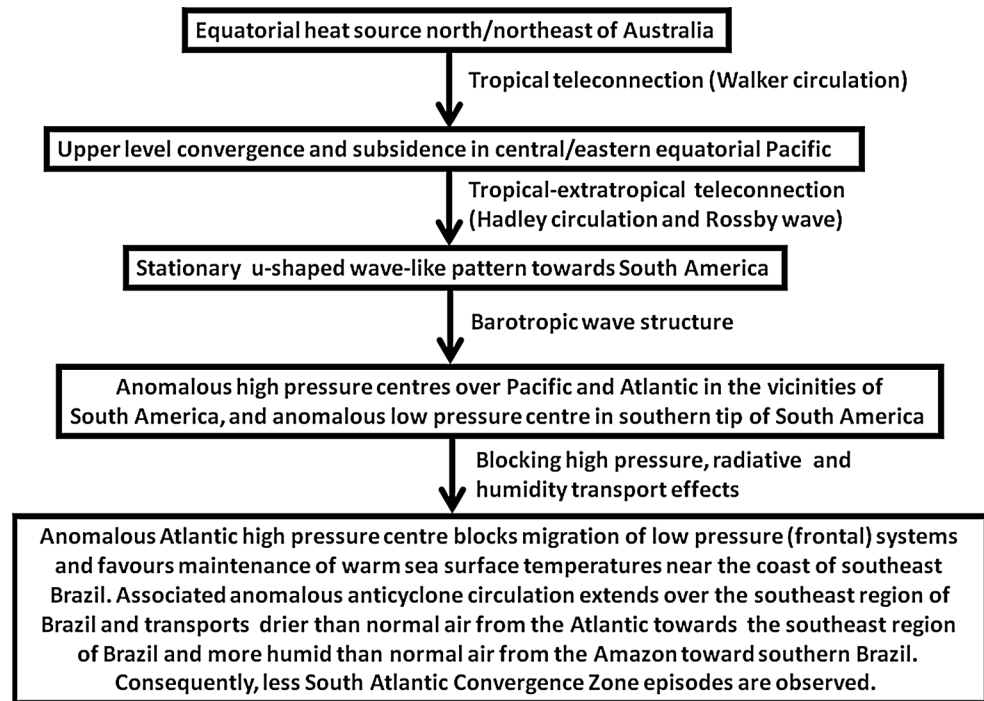 Equatorial heat source north/northeast of Australia
Tropical teleconnection (Walker circulation)
Upper level convergence and subsidence in central/eastern equatorial Pacific
Tropical-extratropical teleconnection
(Hadley circulation and Rossby wave)
Stationary u-shaped wave-like pattern towards South America
Barotropic wave structure
Anomalous high pressure centres over Pacific and Atlantic in the vicinities of
South America, and anomalous low pressure centre in southern tip of South America
Blocking high pressure, radiative and
humidity transport effects
Anomalous Atlantic high pressure centre blocks migration of low pressure (frontal) systems
and favours maintenance of warm sea surface temperatures near the coast of southeast
Brazil. Associated anomalous anticyclone circulation extends over the southeast region of
Brazil and transports drier than normal air from the Atlantic towards the southeast region
of Brazil and more humid than normal air from the Amazon toward southern Brazil.
Consequently, less South Atlantic Convergence Zone episodes are observed.